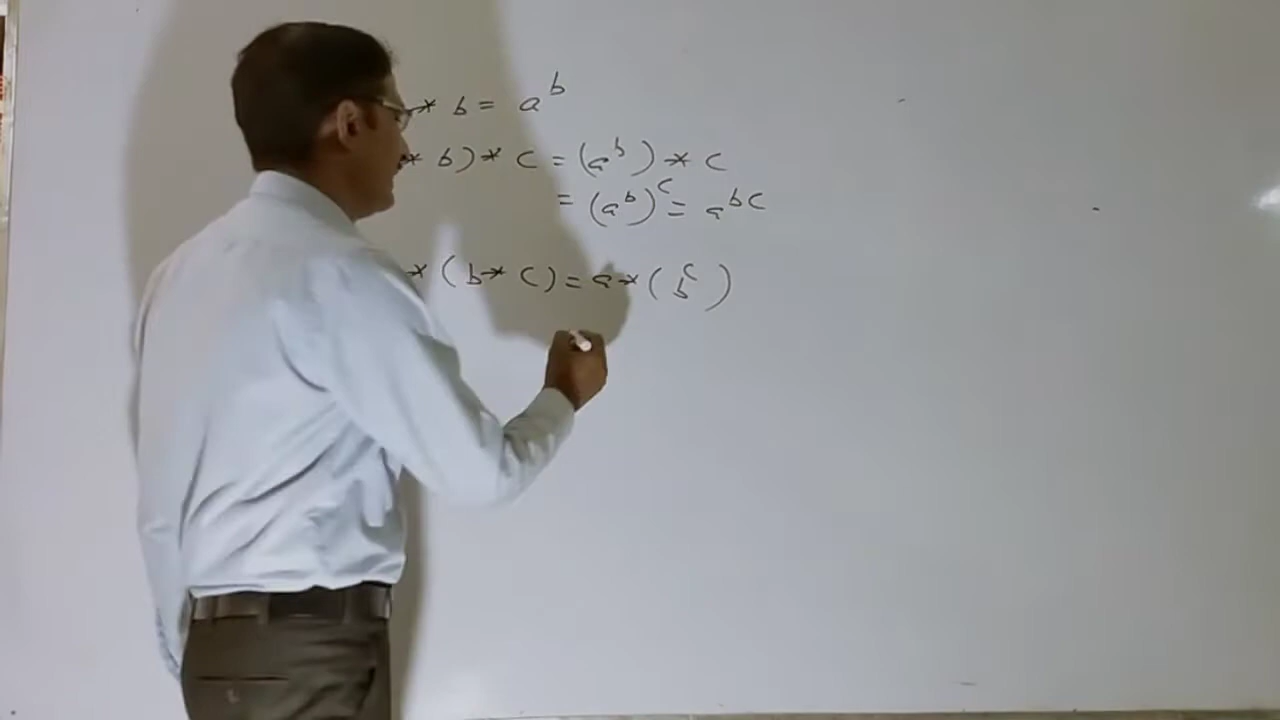 * b = a^b
* b) * c = (a^b) * c
= (a^b)^c = a^bc
* (b * c) = a * (b^c)